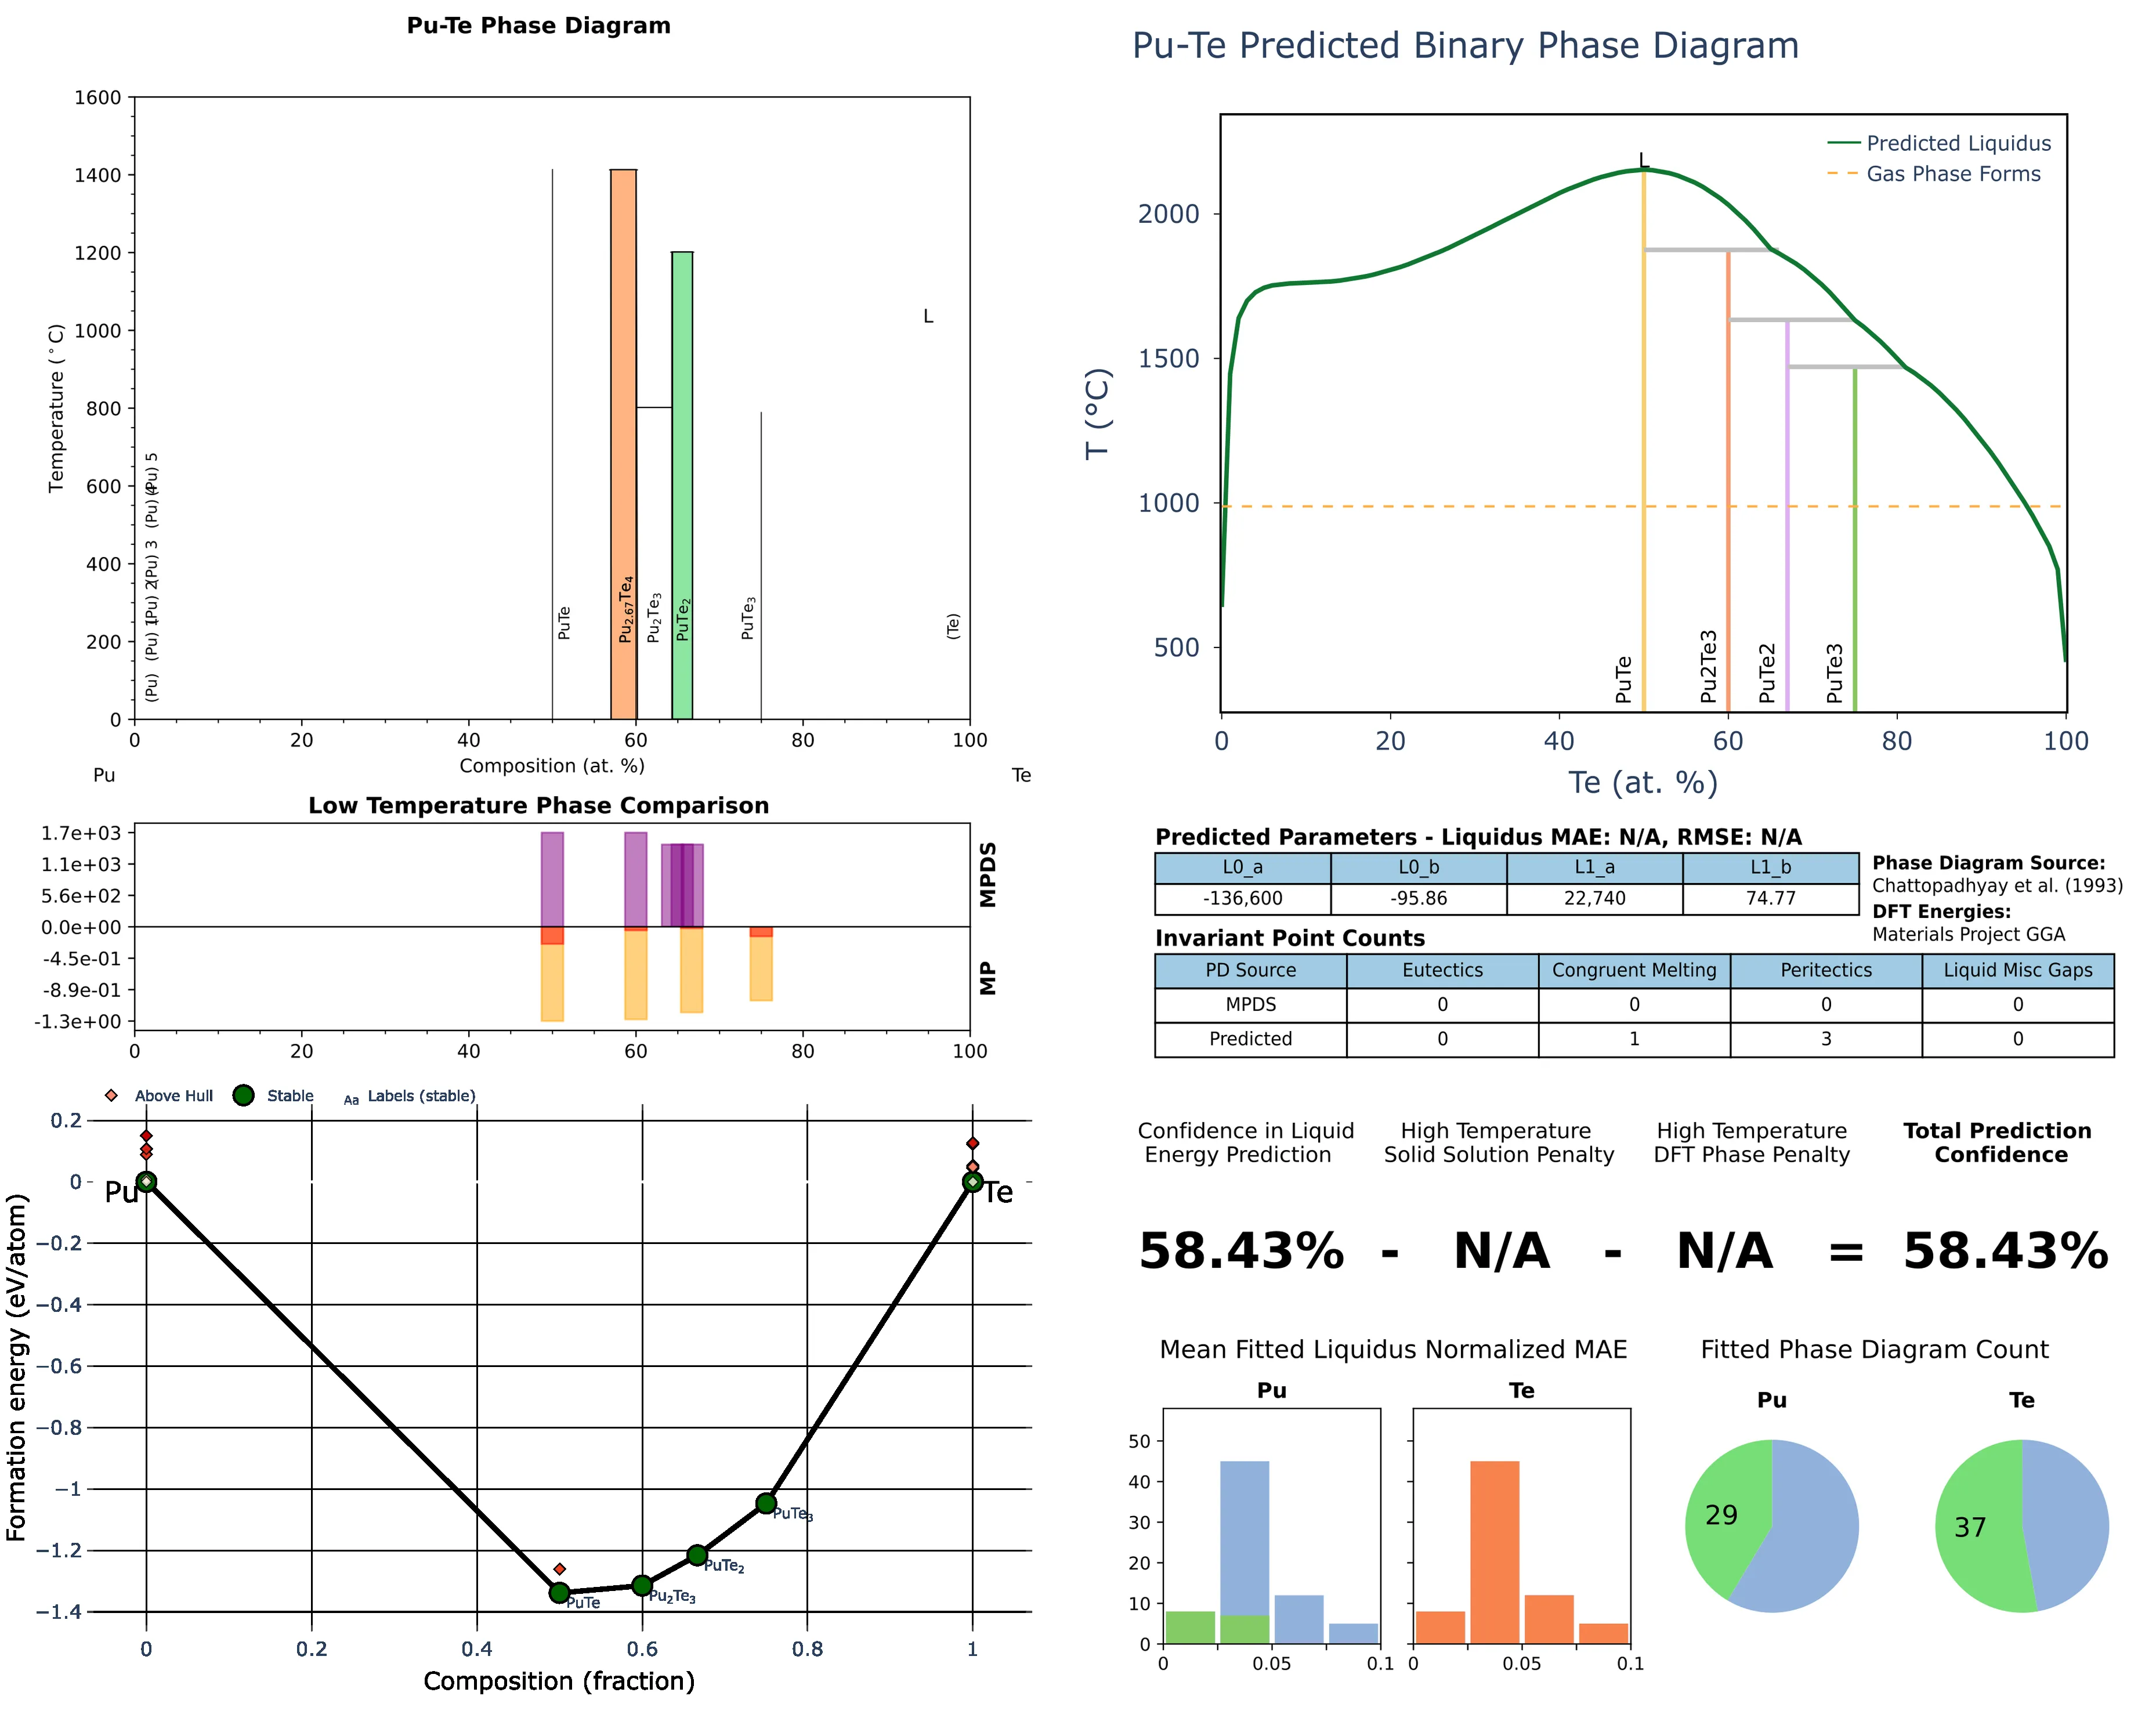 Pu-Te Phase Diagram
1600
1400
1200
1000
800
600
400
200
0
Temperature (°C)
(Pu) (Pu) 1 (Pu) 2 (Pu) 3 (Pu) 4 (Pu) 5
PuTe
Pu2.67Te4
Pu2Te3
PuTe2
PuTe3
L
(Te)
0 20 40 60 80 100
Composition (at. %)
Pu Te
Low Temperature Phase Comparison
1.7e+03
1.1e+03
5.6e+02
0.0e+00
-4.5e-01
-8.9e-01
-1.3e+00
MPDS
MP
0 20 40 60 80 100
Above Hull Stable Aa Labels (stable)
0.2
0
−0.2
−0.4
−0.6
−0.8
−1
−1.2
−1.4
Formation energy (eV/atom)
Pu
Te
PuTe
Pu2Te3
PuTe2
PuTe3
0 0.2 0.4 0.6 0.8 1
Composition (fraction)
Pu-Te Predicted Binary Phase Diagram
Predicted Liquidus
Gas Phase Forms
L
2000
1500
1000
500
T (°C)
PuTe
Pu2Te3
PuTe2
PuTe3
0 20 40 60 80 100
Te (at. %)
Predicted Parameters - Liquidus MAE: N/A, RMSE: N/A
L0_a L0_b L1_a L1_b
-136,600 -95.86 22,740 74.77
Phase Diagram Source:
Chattopadhyay et al. (1993)
DFT Energies:
Materials Project GGA
Invariant Point Counts
PD Source Eutectics Congruent Melting Peritectics Liquid Misc Gaps
MPDS 0 0 0 0
Predicted 0 1 3 0
Confidence in Liquid
Energy Prediction
High Temperature
Solid Solution Penalty
High Temperature
DFT Phase Penalty
Total Prediction
Confidence
58.43% - N/A - N/A = 58.43%
Mean Fitted Liquidus Normalized MAE
Pu
Te
50
40
30
20
10
0
0 0.05 0.1
0 0.05 0.1
Fitted Phase Diagram Count
Pu
Te
29
37